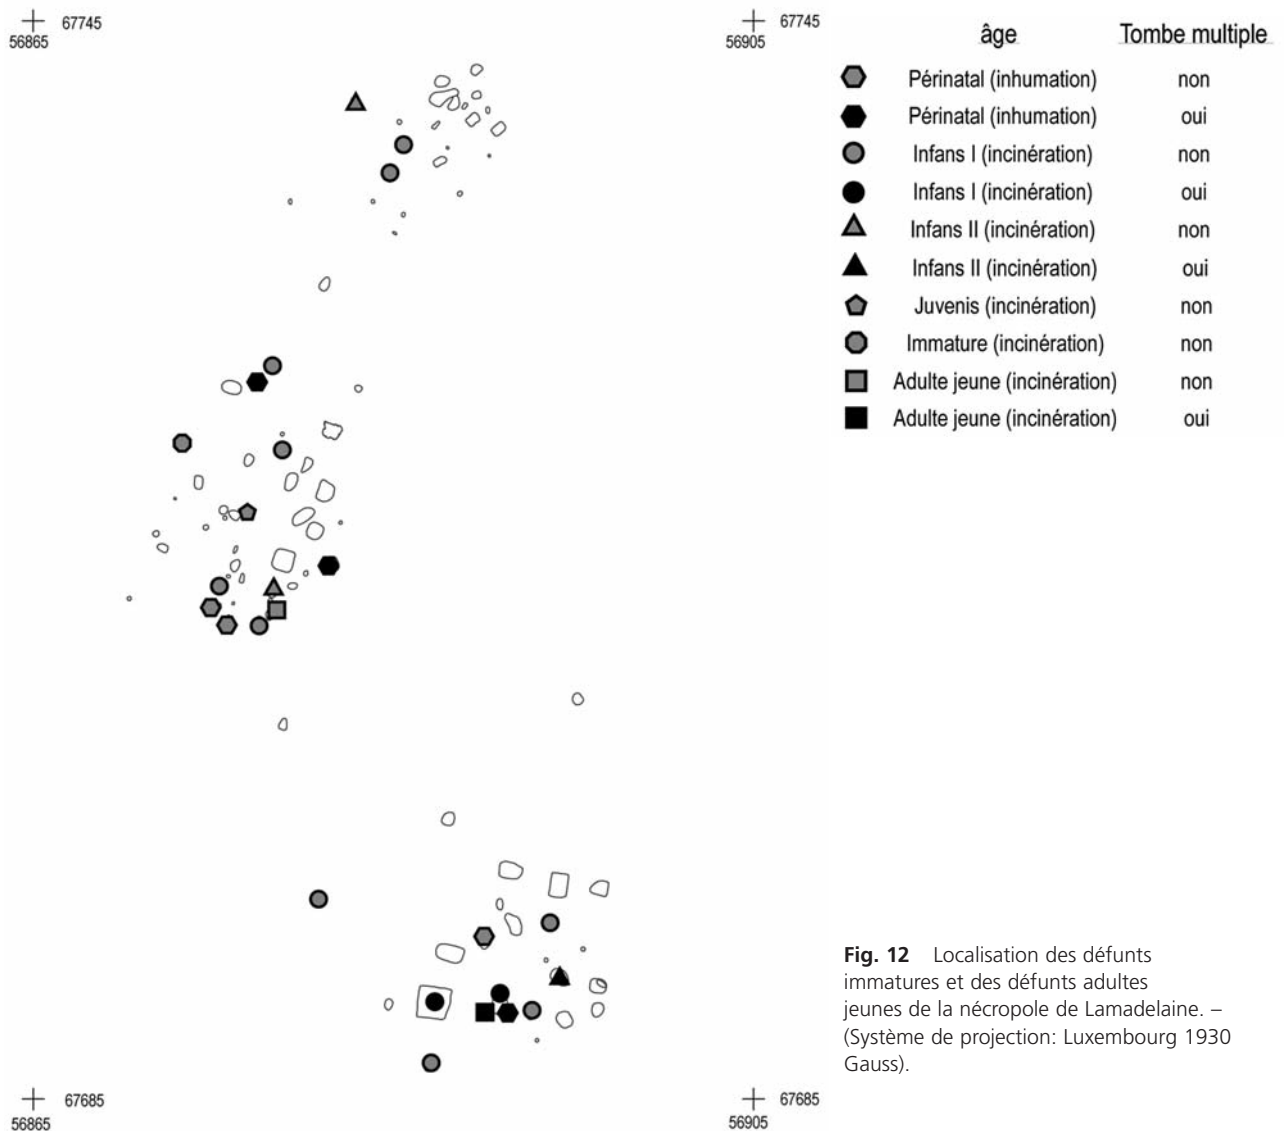 67745
56865
67745
56905
âge Tombe multiple
Périnatal (inhumation) non
Périnatal (inhumation) oui
Infans I (incinération) non
Infans I (incinération) oui
Infans II (incinération) non
Infans II (incinération) oui
Juvenis (incinération) non
Immature (incinération) non
Adulte jeune (incinération) non
Adulte jeune (incinération) oui
Fig. 12 Localisation des défunts
immatures et des défunts adultes
jeunes de la nécropole de Lamadelaine. –
(Système de projection: Luxembourg 1930
Gauss).
67685
56865
67685
56905